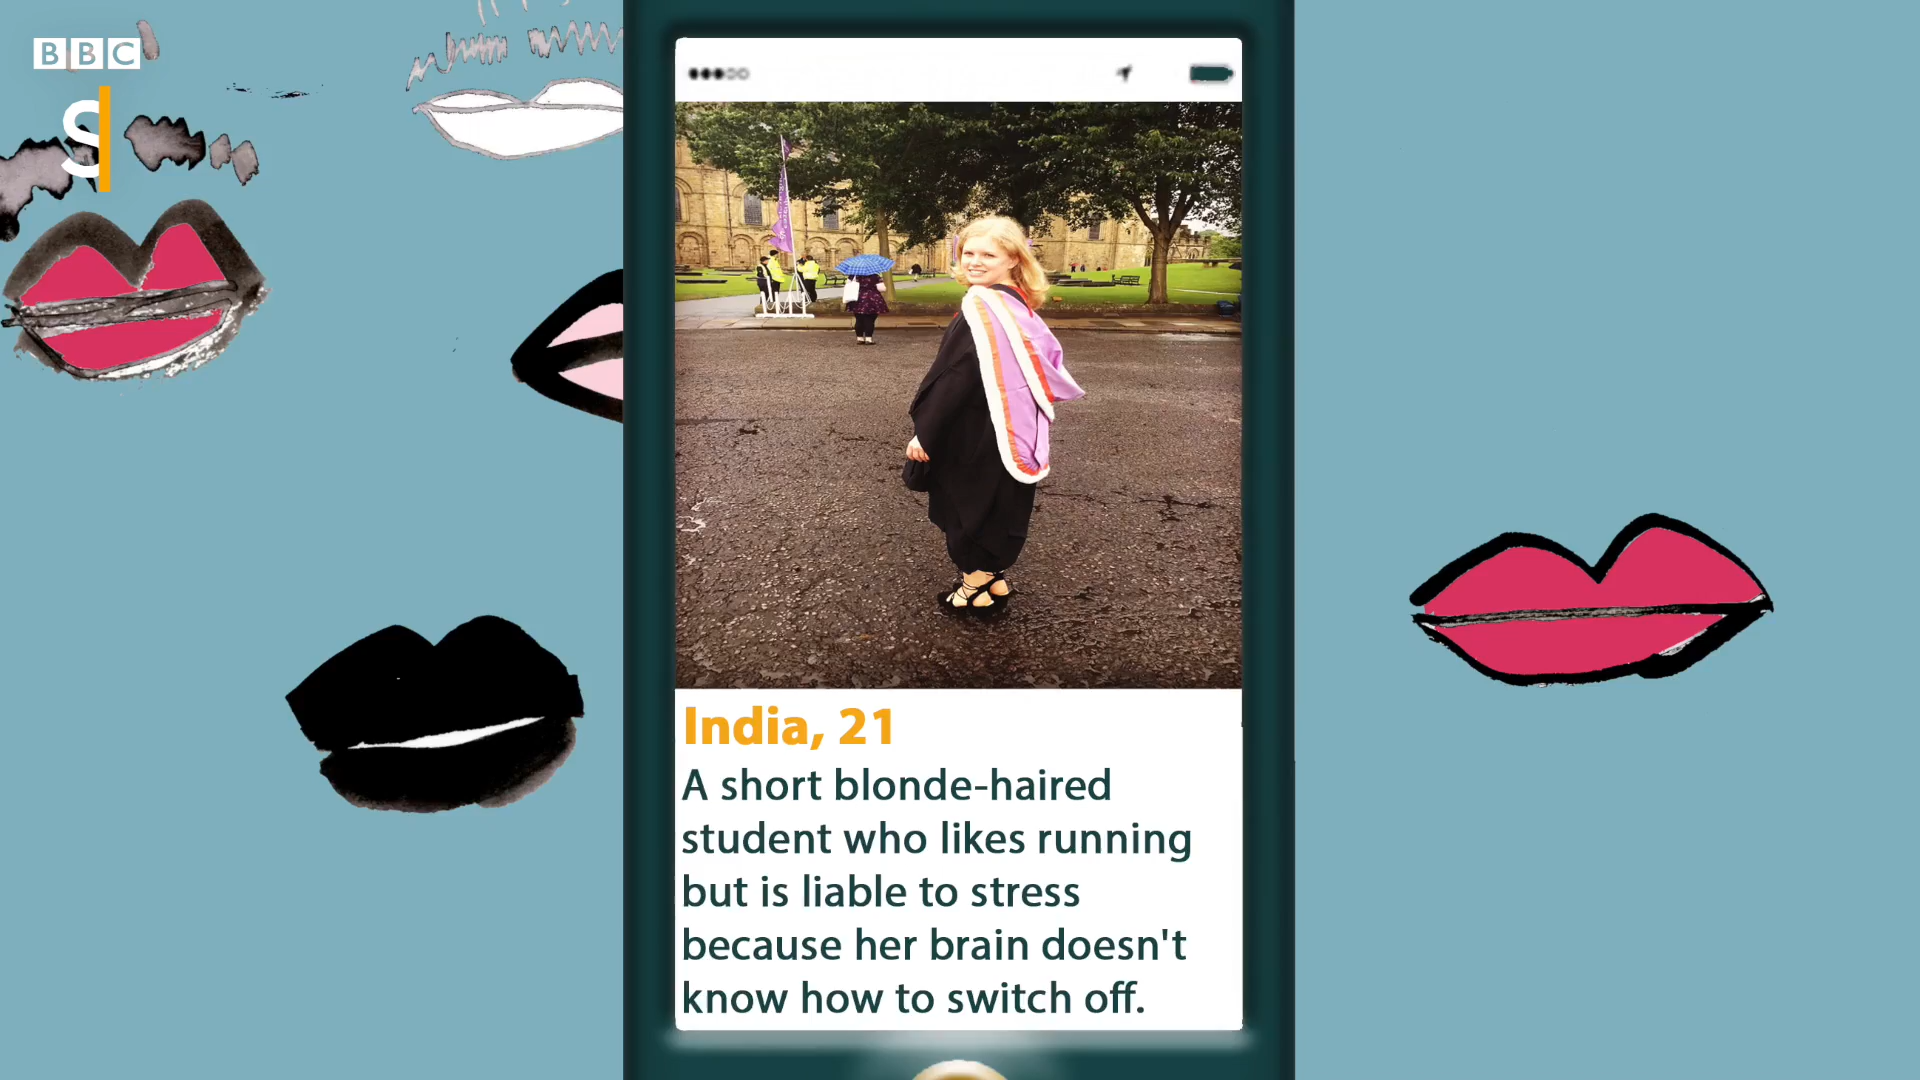 BBC
S
India, 21
A short blonde-haired
student who likes running
but is liable to stress
because her brain doesn't
know how to switch off.